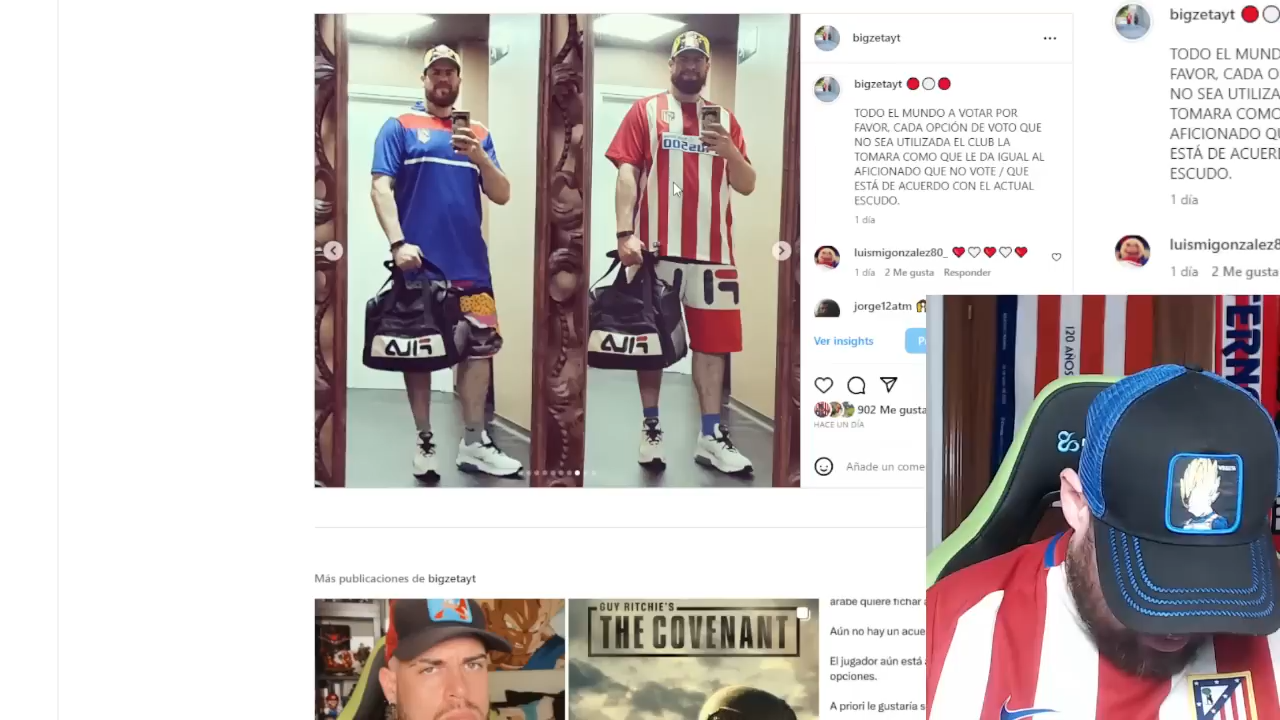 bigzetayt
bigzetayt
TODO EL MUNDO A VOTAR POR
FAVOR, CADA OPCIÓN DE VOTO QUE
NO SEA UTILIZADA EL CLUB LA
TOMARA COMO QUE LE DA IGUAL AL
AFICIONADO QUE NO VOTE / QUE
ESTÁ DE ACUERDO CON EL ACTUAL
ESCUDO.
1 día
luismigonzalez80_
1 día 2 Me gusta Responder
jorge12atm
Ver insights
902 Me gusta
HACE UN DÍA
Añade un come
Más publicaciones de bigzetayt
GUY RITCHIE'S
THE COVENANT
arabe quiere fichar
Aún no hay un acue
El jugador aún está
opciones.
A priori le gustaría s
bigzetayt
TODO EL MUND
FAVOR, CADA O
NO SEA UTILIZA
TOMARA COMO
AFICIONADO QU
ESTÁ DE ACUERD
ESCUDO.
1 día
luismigonzalez8
1 día 2 Me gusta
120 AÑOS